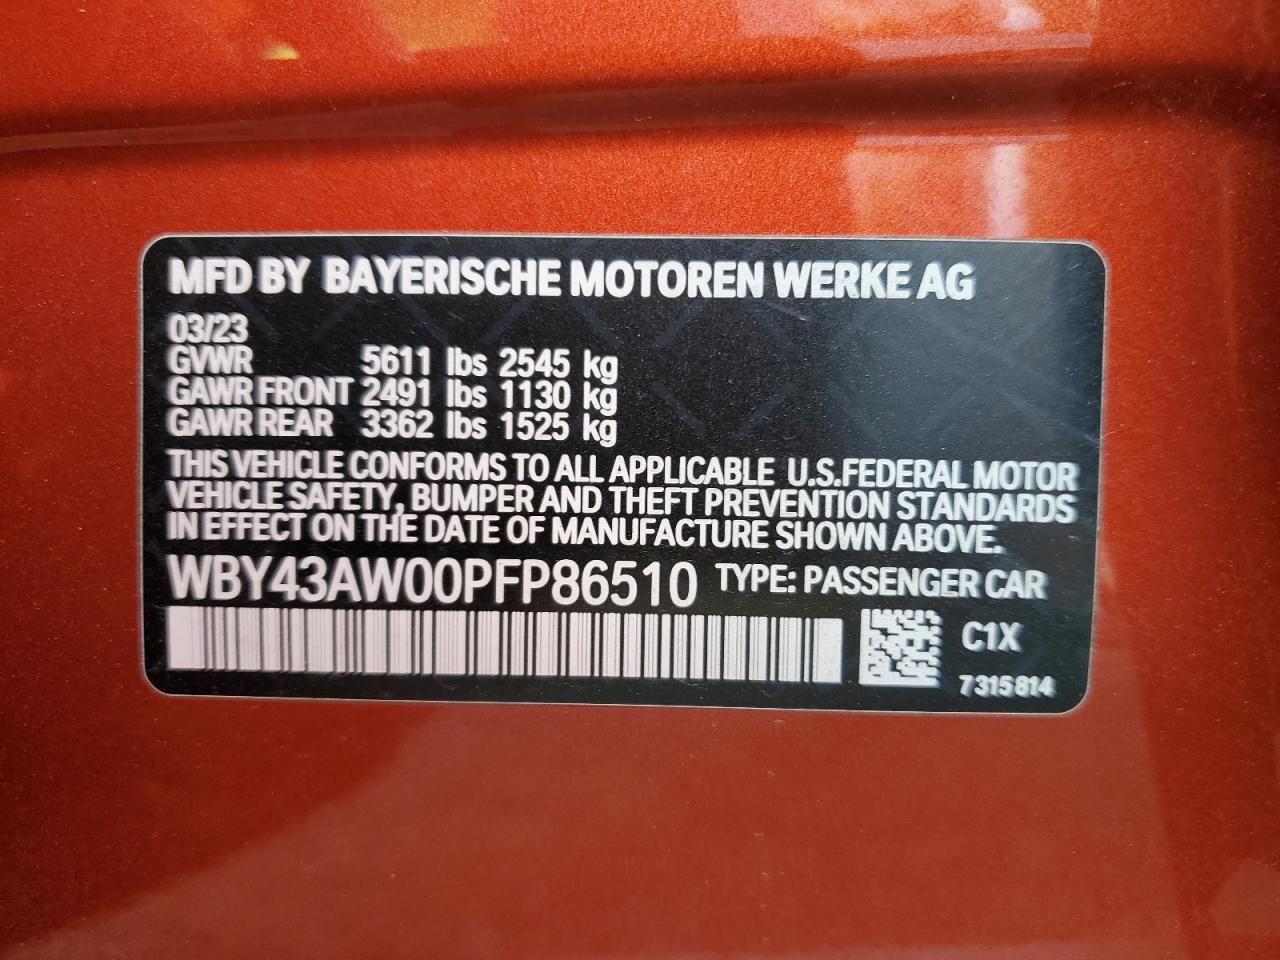 MFD BY BAYERISCHE MOTOREN WERKE AG
03/23
GVWR 5611 lbs 2545 kg
GAWR FRONT 2491 lbs 1130 kg
GAWR REAR 3362 lbs 1525 kg
THIS VEHICLE CONFORMS TO ALL APPLICABLE U.S.FEDERAL MOTOR
VEHICLE SAFETY, BUMPER AND THEFT PREVENTION STANDARDS
IN EFFECT ON THE DATE OF MANUFACTURE SHOWN ABOVE.
WBY43AW00PFP86510 TYPE: PASSENGER CAR
C1X
7315814